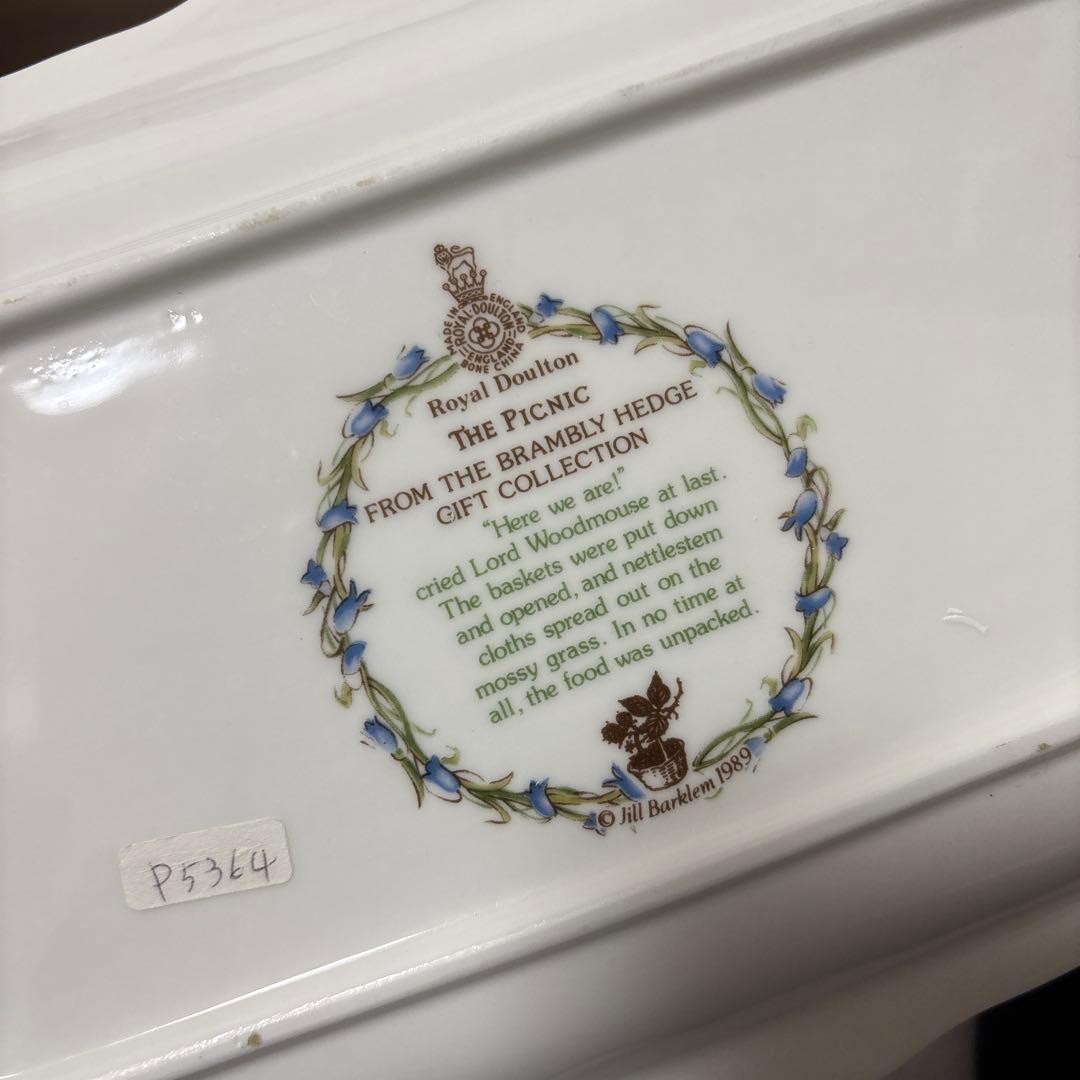 MADE IN ENGLAND
ROYAL-DOULTON
ENGLAND
BONE CHINA
Royal Doulton
THE PICNIC
FROM THE BRAMBLY HEDGE
GIFT COLLECTION
"Here we are!"
cried Lord Woodmouse at last.
The baskets were put down
and opened, and nettlestem
cloths spread out on the
mossy grass. In no time at
all, the food was unpacked.
© Jill Barklem 1989
P5364